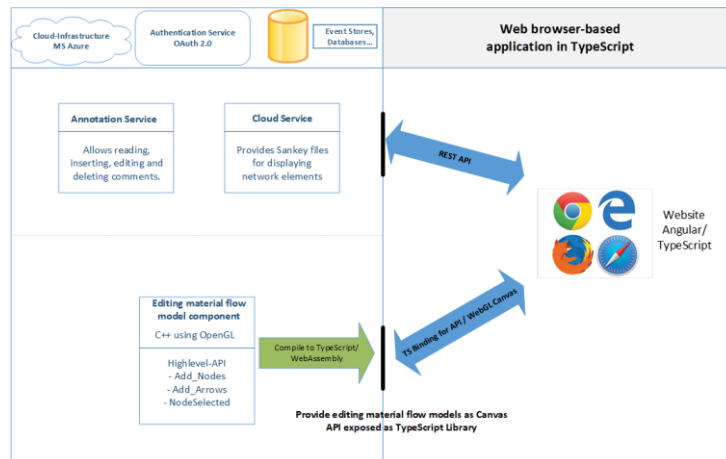 Cloud-Infrastructure
MS Azure
Authentication Service
OAuth 2.0
Event Stores,
Databases...
Web browser-based
application in TypeScript
Annotation Service
Allows reading,
inserting, editing and
deleting comments.
Cloud Service
Provides Sankey files
for displaying
network elements
REST API
Website
Angular/
TypeScript
Editing material flow
model component
C++ using OpenGL
Highlevel-API
- Add_Nodes
- Add_Arrows
- NodeSelected
Compile to TypeScript/
WebAssembly
TS Binding for API / WebGL Canvas
Provide editing material flow models as Canvas
API exposed as TypeScript Library